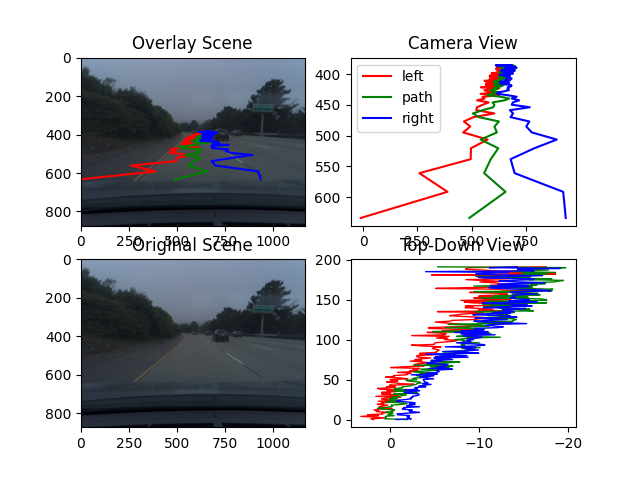 Overlay Scene
0
200
400
600
800
0 250 500 750 1000
Camera View
left
path
right
400
450
500
550
600
0 250 500 750
Original Scene
0
200
400
600
800
0 250 500 750 1000
Top-Down View
200
150
100
50
0
0 −10 −20